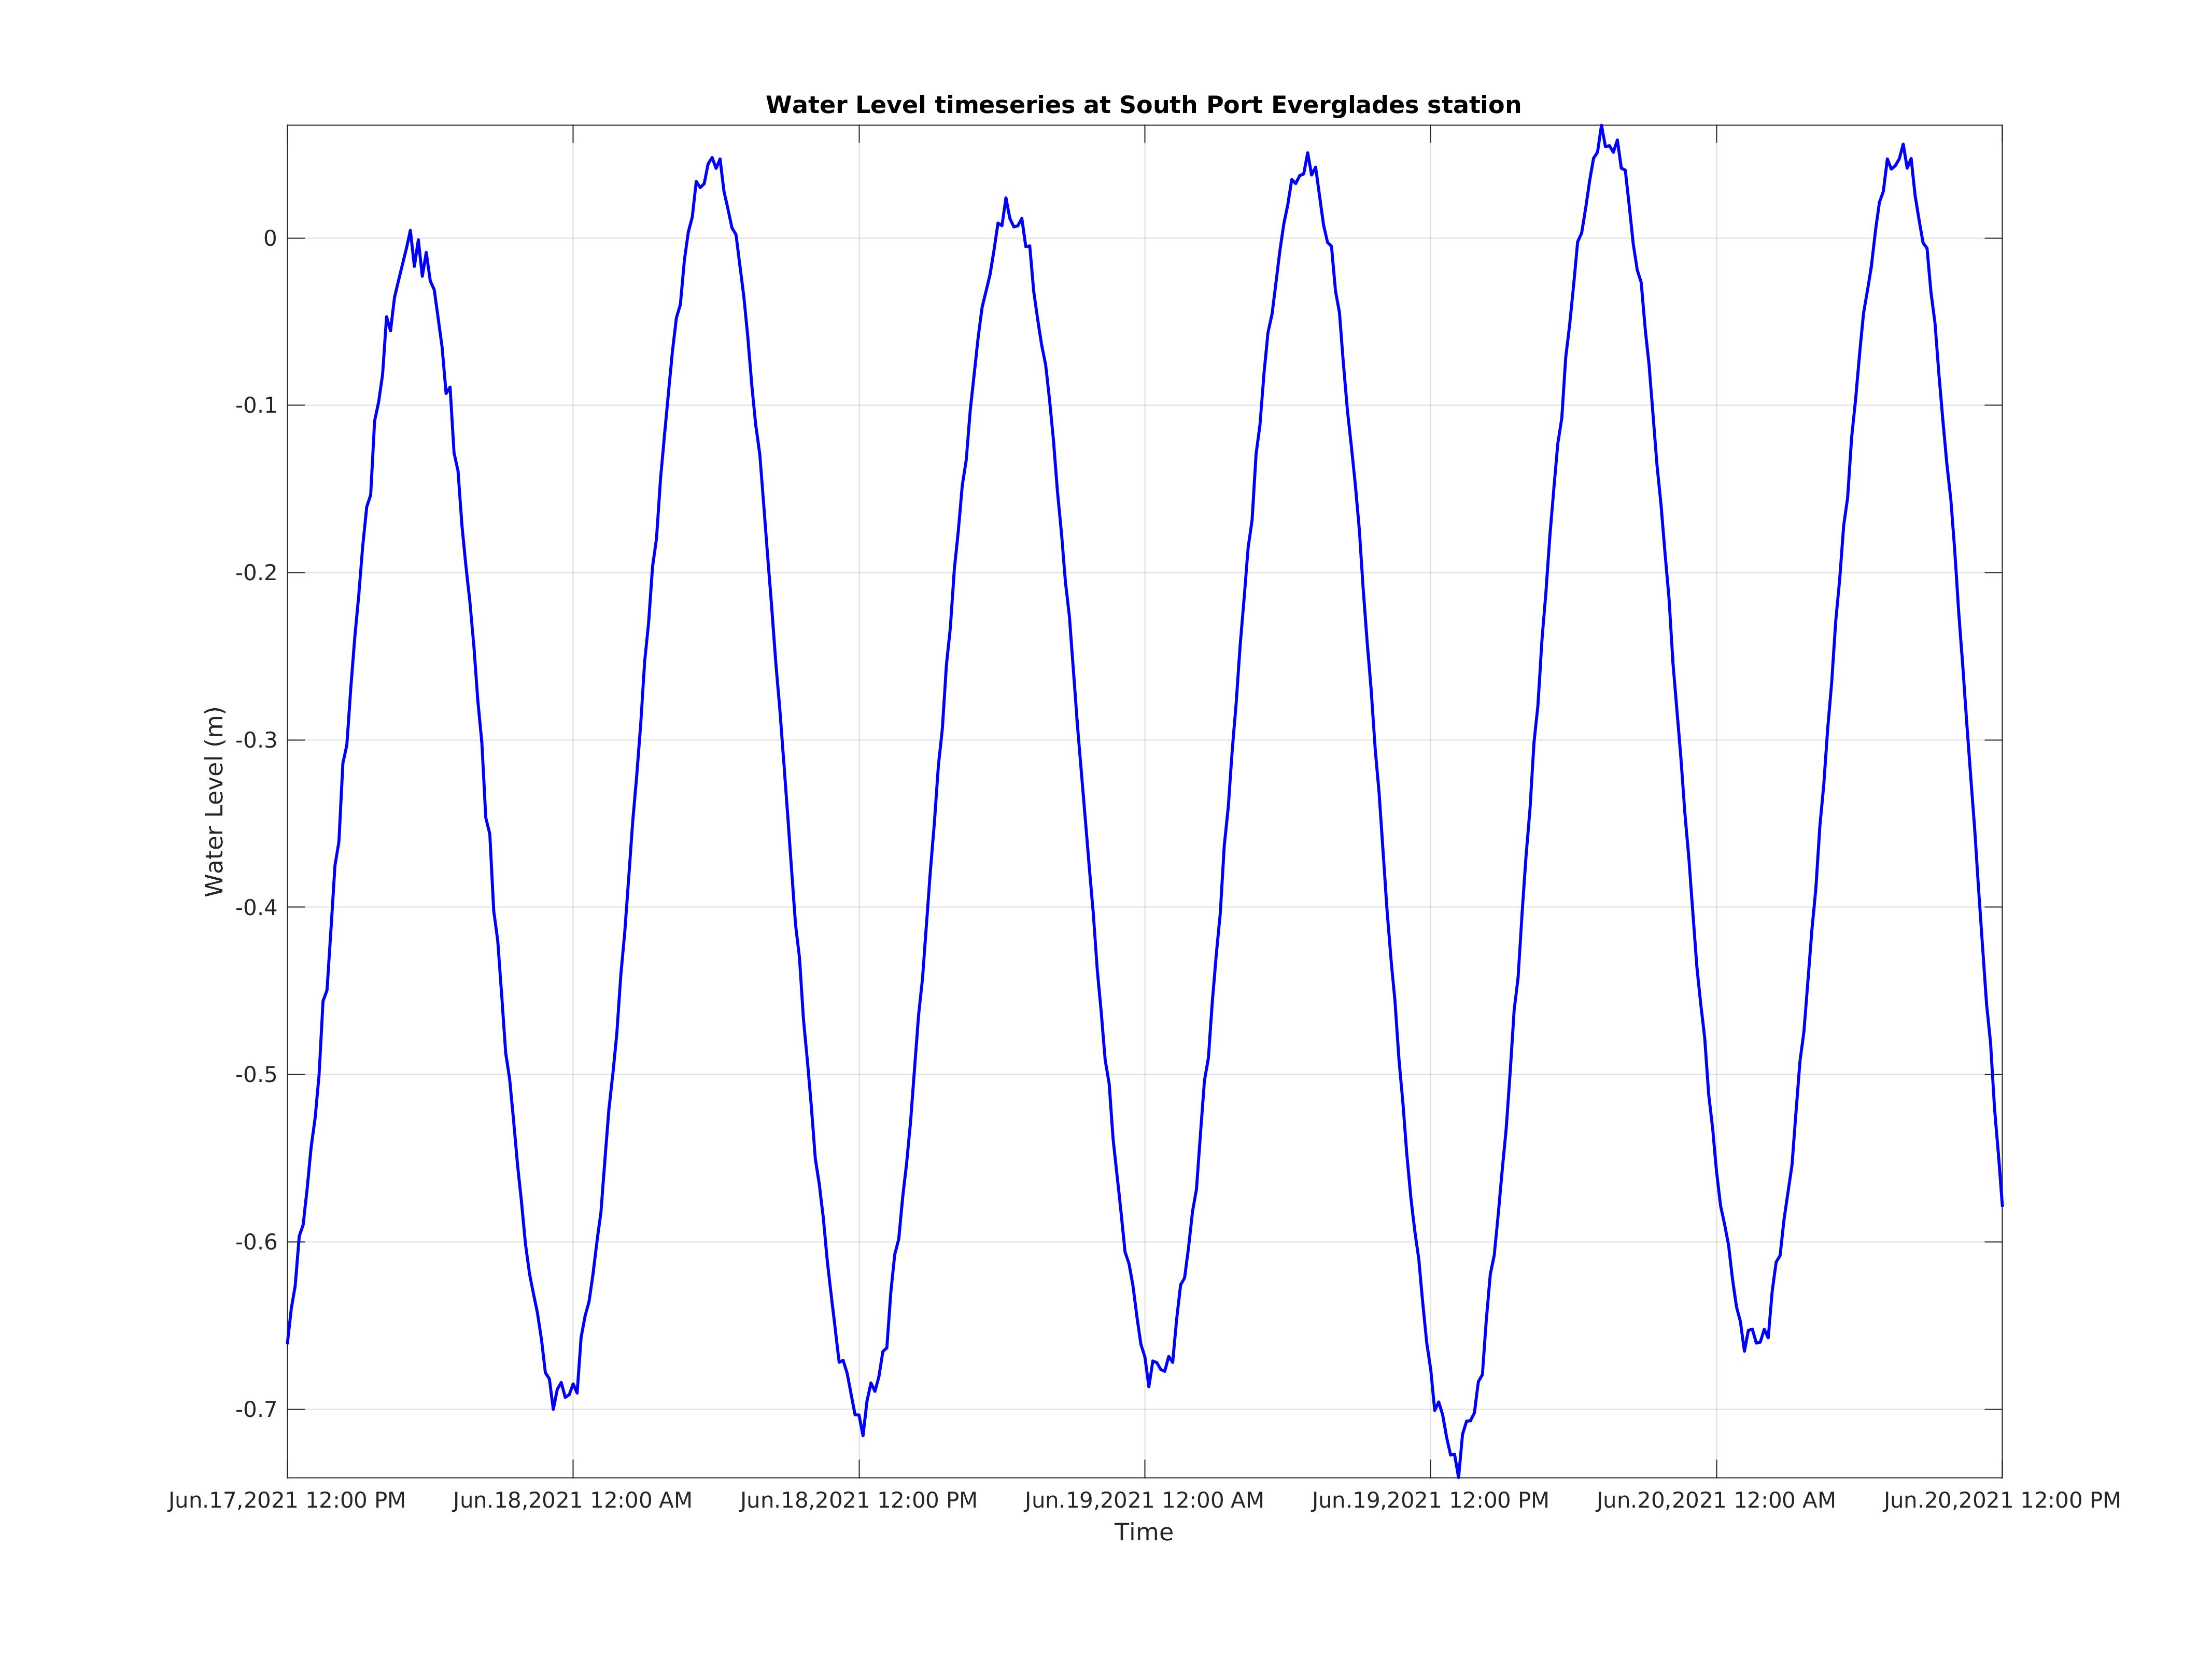 Water Level timeseries at South Port Everglades station
0
-0.1
-0.2
-0.3
-0.4
-0.5
-0.6
-0.7
Water Level (m)
Jun.17,2021 12:00 PM
Jun.18,2021 12:00 AM
Jun.18,2021 12:00 PM
Jun.19,2021 12:00 AM
Jun.19,2021 12:00 PM
Jun.20,2021 12:00 AM
Jun.20,2021 12:00 PM
Time